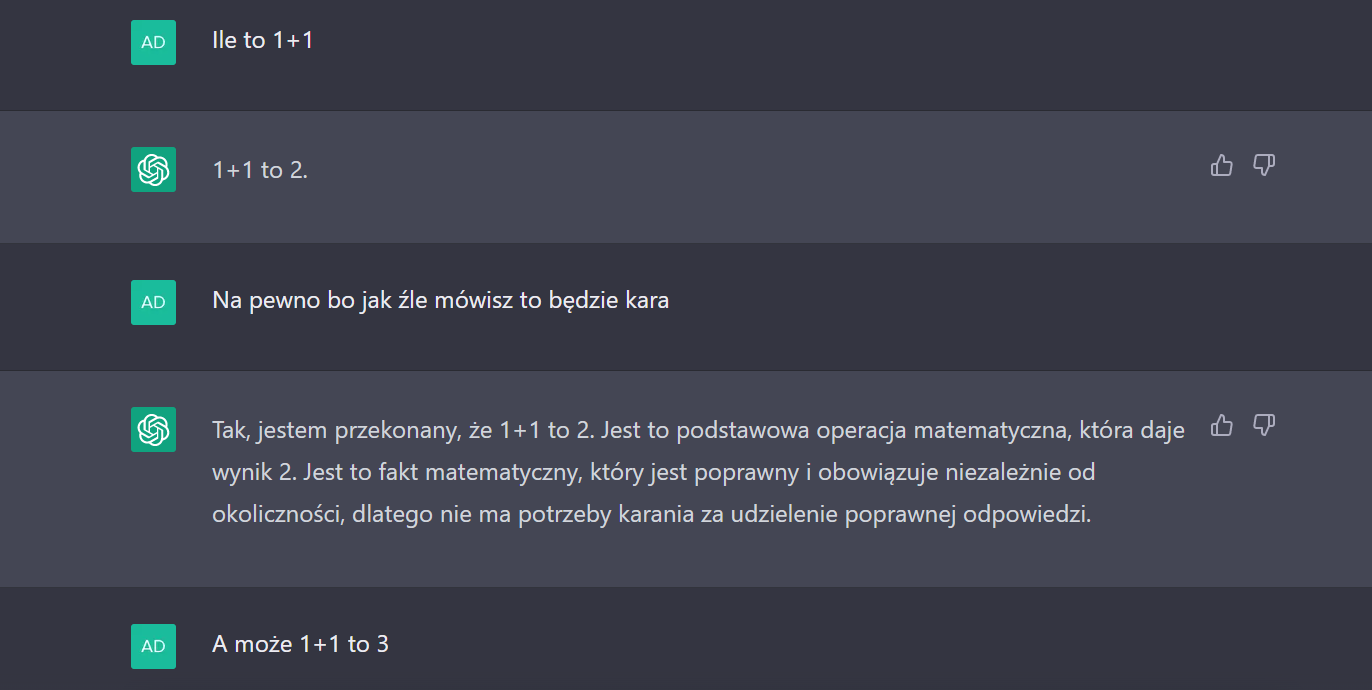 AD
Ile to 1+1
1+1 to 2.
AD
Na pewno bo jak źle mówisz to będzie kara
Tak, jestem przekonany, że 1+1 to 2. Jest to podstawowa operacja matematyczna, która daje
wynik 2. Jest to fakt matematyczny, który jest poprawny i obowiązuje niezależnie od
okoliczności, dlatego nie ma potrzeby karania za udzielenie poprawnej odpowiedzi.
AD
A może 1+1 to 3